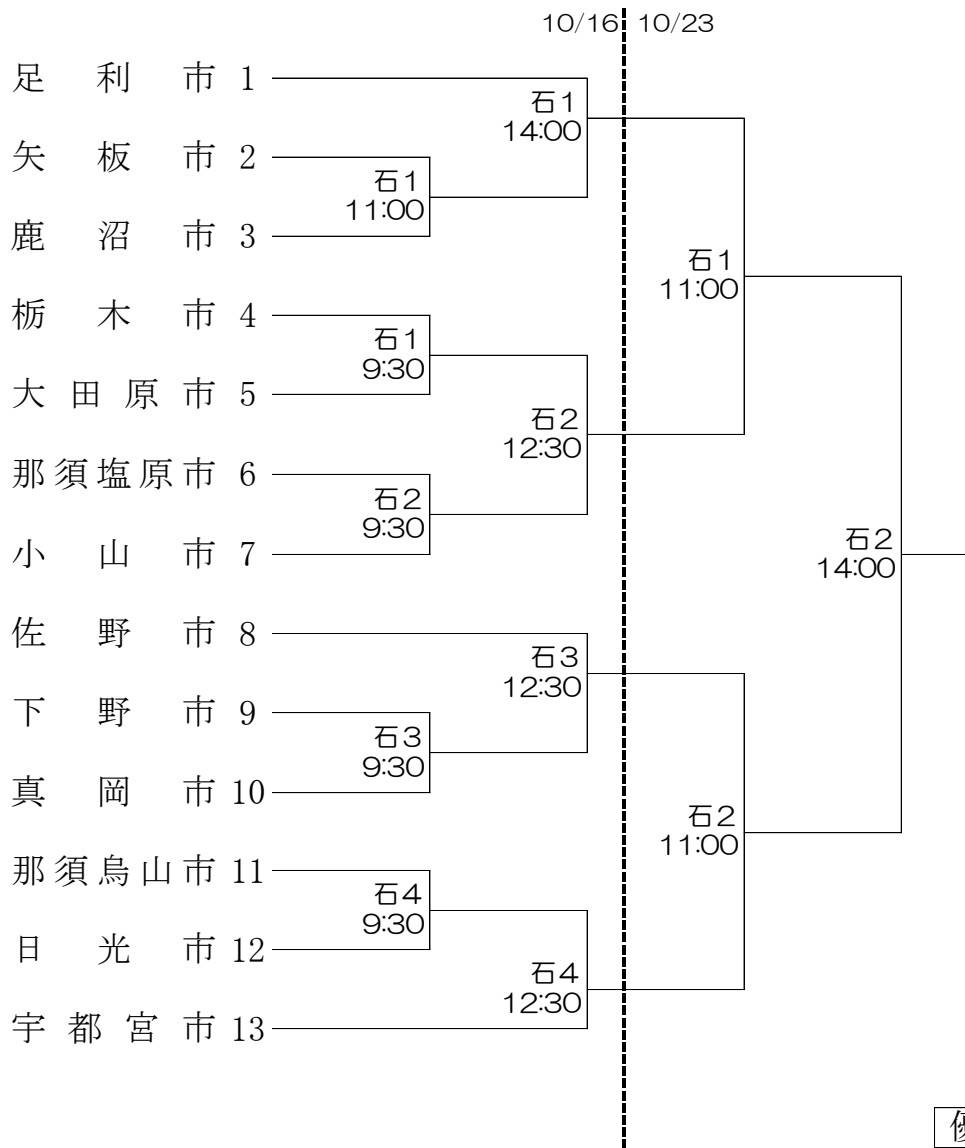 10/16 10/23
足利市 1
石1
14:00
矢板市 2
石1
11:00
鹿沼市 3
石1
11:00
栃木市 4
石1
9:30
大田原市 5
石2
12:30
那須塩原市 6
石2
9:30
小山市 7
石2
14:00
佐野市 8
石3
12:30
下野市 9
石3
9:30
真岡市 10
石2
11:00
那須烏山市 11
石4
9:30
日光市 12
石4
12:30
宇都宮市 13